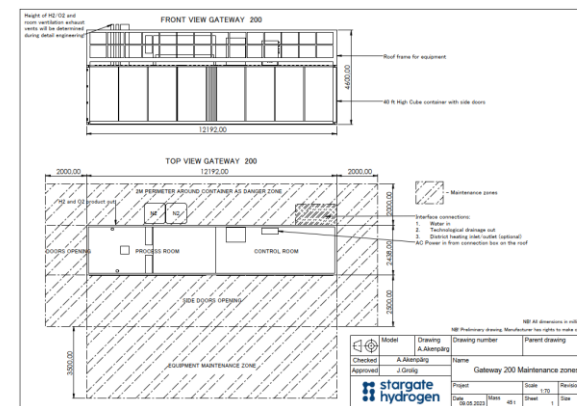 Height of H2/O2 and
room ventilation exhaust
vents will be determined
during detail engineering
FRONT VIEW GATEWAY 200
Roof frame for equipment
4600,00
40 ft High Cube container with side doors
12192,00
TOP VIEW GATEWAY 200
2000,00
12192,00
2000,00
2M PERIMETER AROUND CONTAINER AS DANGER ZONE
H2 and O2 product out
N2
N2
2000,00
- Maintenance zones
Interface connections:
1. Water in
2. Technological drainage out
3. District heating inlet/outlet (optional)
AC Power in from connection box on the roof
DOORS OPENING
PROCESS ROOM
CONTROL ROOM
2438,00
SIDE DOORS OPENING
2500,00
3500,00
EQUIPMENT MAINTENANCE ZONE
NB! All dimensions in
NB! Preliminary drawing. Manufacturer has rights to make
Model
Drawing
A.Akenpärg
Drawing number
Parent drawing
Checked
A.Akenpärg
Name
Gateway 200 Maintenance zones
Approved
J.Grolig
stargate
hydrogen
Project
Scale
1:70
Date
09.05.2023
Mass
48 t
Sheet
1
Size